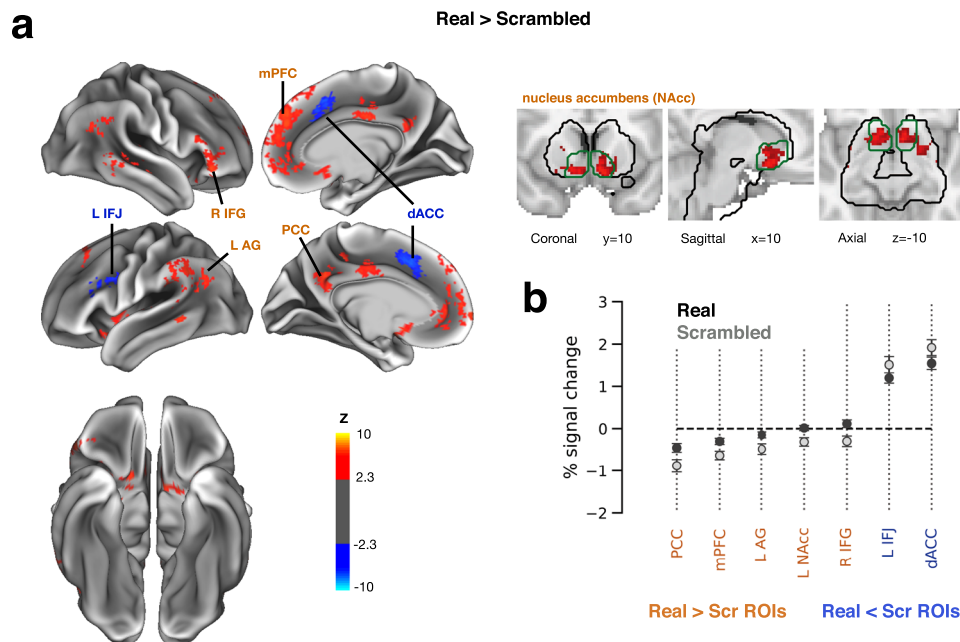 a
Real > Scrambled
mPFC
R IFG
dACC
L IFJ
L AG
PCC
z
10
2.3
-2.3
-10
nucleus accumbens (NAcc)
Coronal y=10
Sagittal x=10
Axial z=-10
b
Real
Scrambled
% signal change
3
2
1
0
−1
−2
PCC
mPFC
L AG
L NAcc
R IFG
L IFJ
dACC
Real > Scr ROIs
Real < Scr ROIs